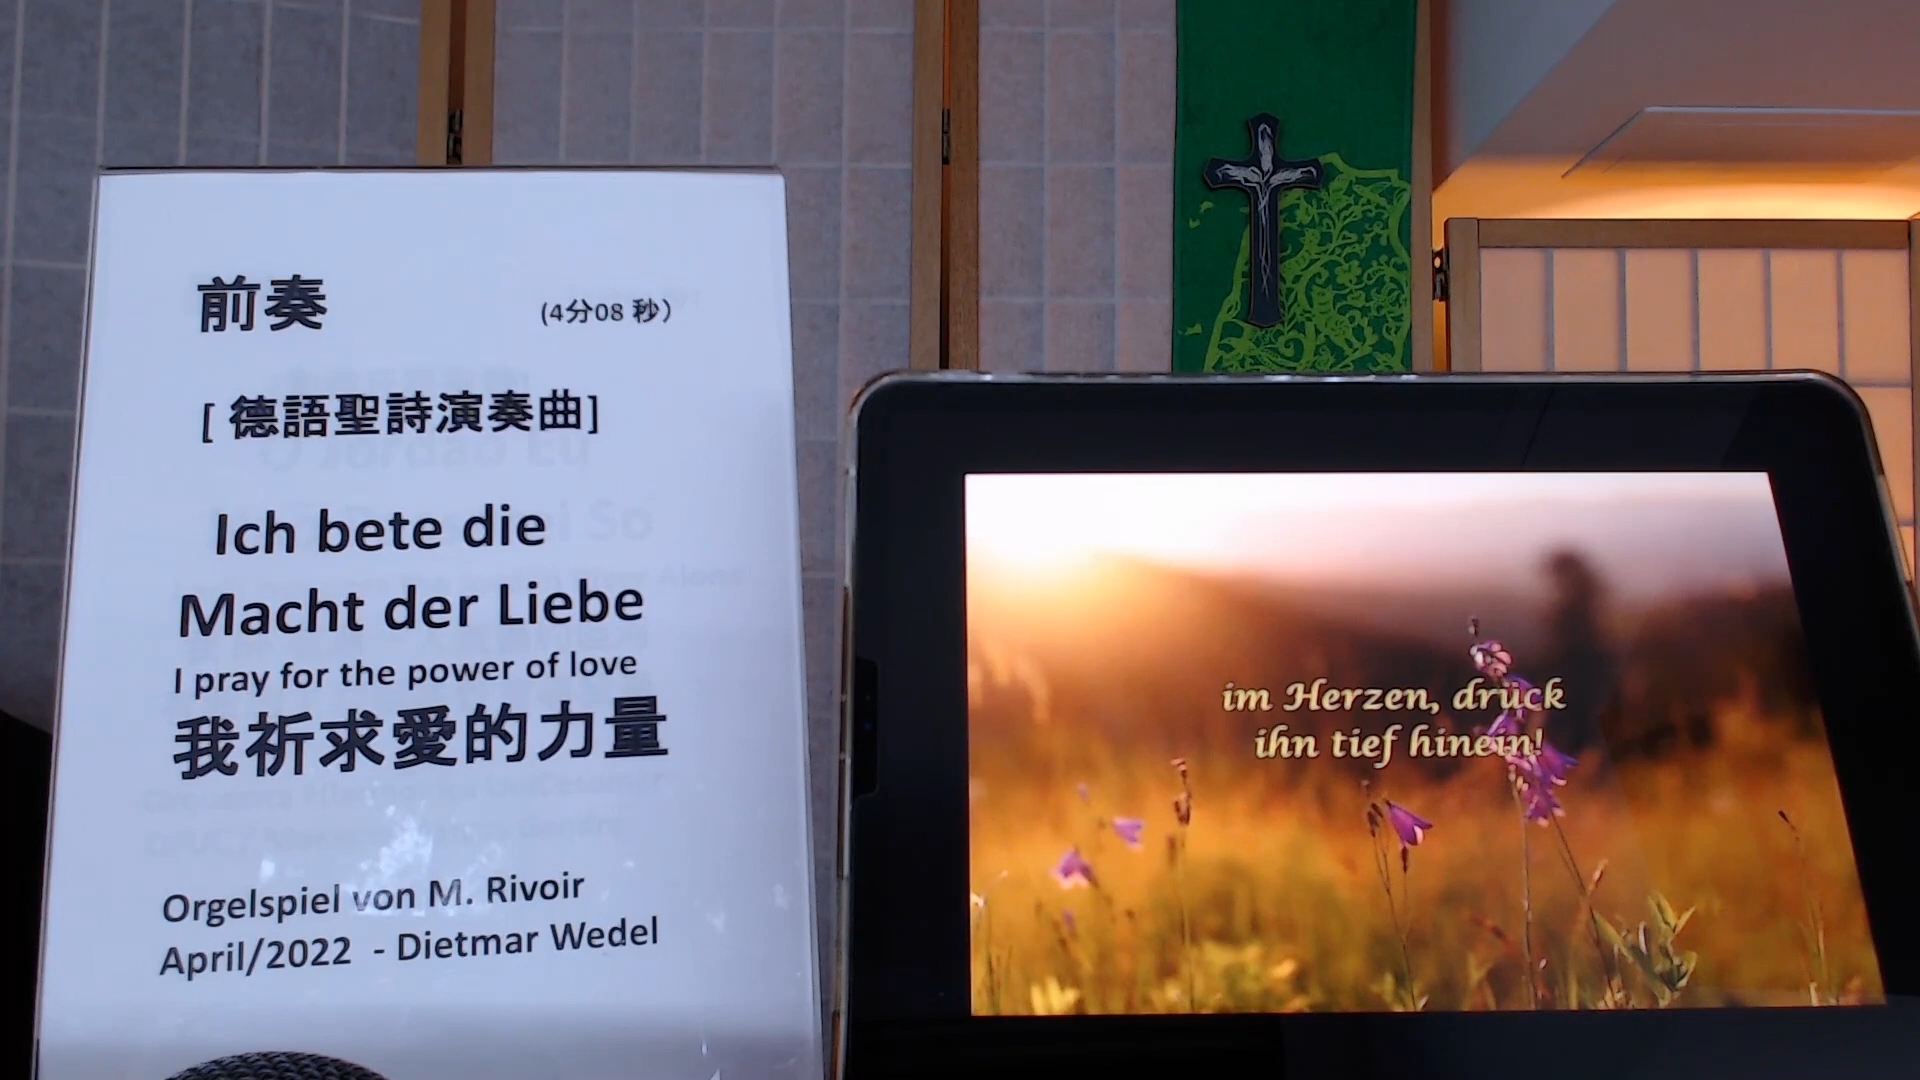 前奏 (4分08 秒)
[ 德語聖詩演奏曲]
Ich bete die
Macht der Liebe
I pray for the power of love
我祈求愛的力量
Orgelspiel von M. Rivoir
April/2022 - Dietmar Wedel
im Herzen, drück
ihn tief hinein!